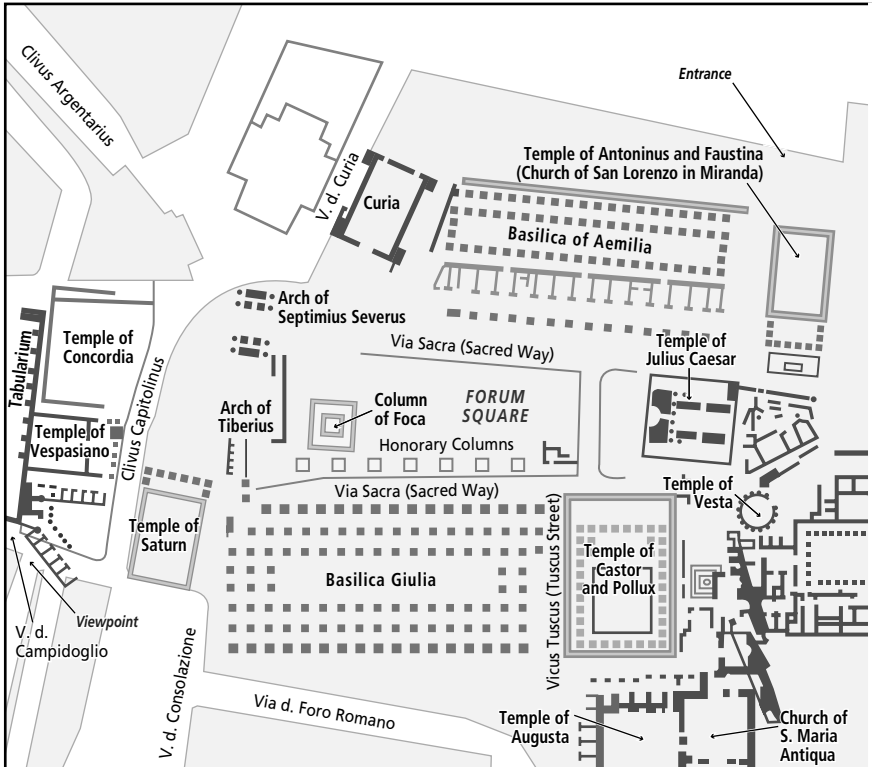 Clivus Argentarius
Entrance
Temple of Antoninus and Faustina
(Church of San Lorenzo in Miranda)
V. d. Curia
Curia
Basilica of Aemilia
Arch of
Septimius Severus
Temple of
Concordia
Tabularium
Via Sacra (Sacred Way)
Temple of
Julius Caesar
Clivus Capitolinus
Arch of
Tiberius
Column
of Foca
FORUM
SQUARE
Temple of
Vespasiano
Honorary Columns
Via Sacra (Sacred Way)
Temple of
Vesta
Temple of
Saturn
Vicus Tuscus (Tuscus Street)
Temple of
Castor
and Pollux
Basilica Giulia
Viewpoint
V. d.
Campidoglio
V. d. Consolazione
Via d. Foro Romano
Temple of
Augusta
Church of
S. Maria
Antiqua